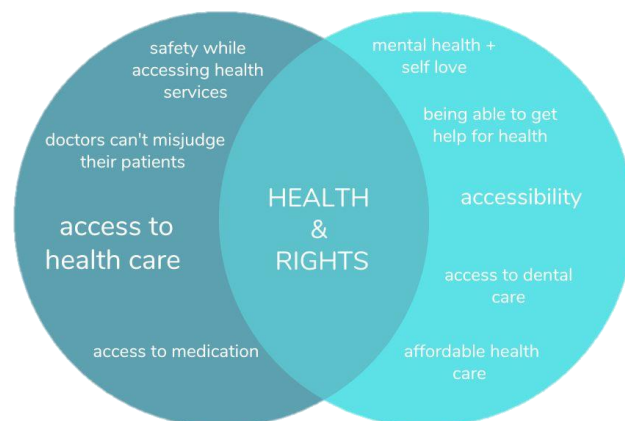 safety while
accessing health
services
doctors can't misjudge
their patients
access to
health care
access to medication
HEALTH
&
RIGHTS
mental health +
self love
being able to get
help for health
accessibility
access to dental
care
affordable health
care